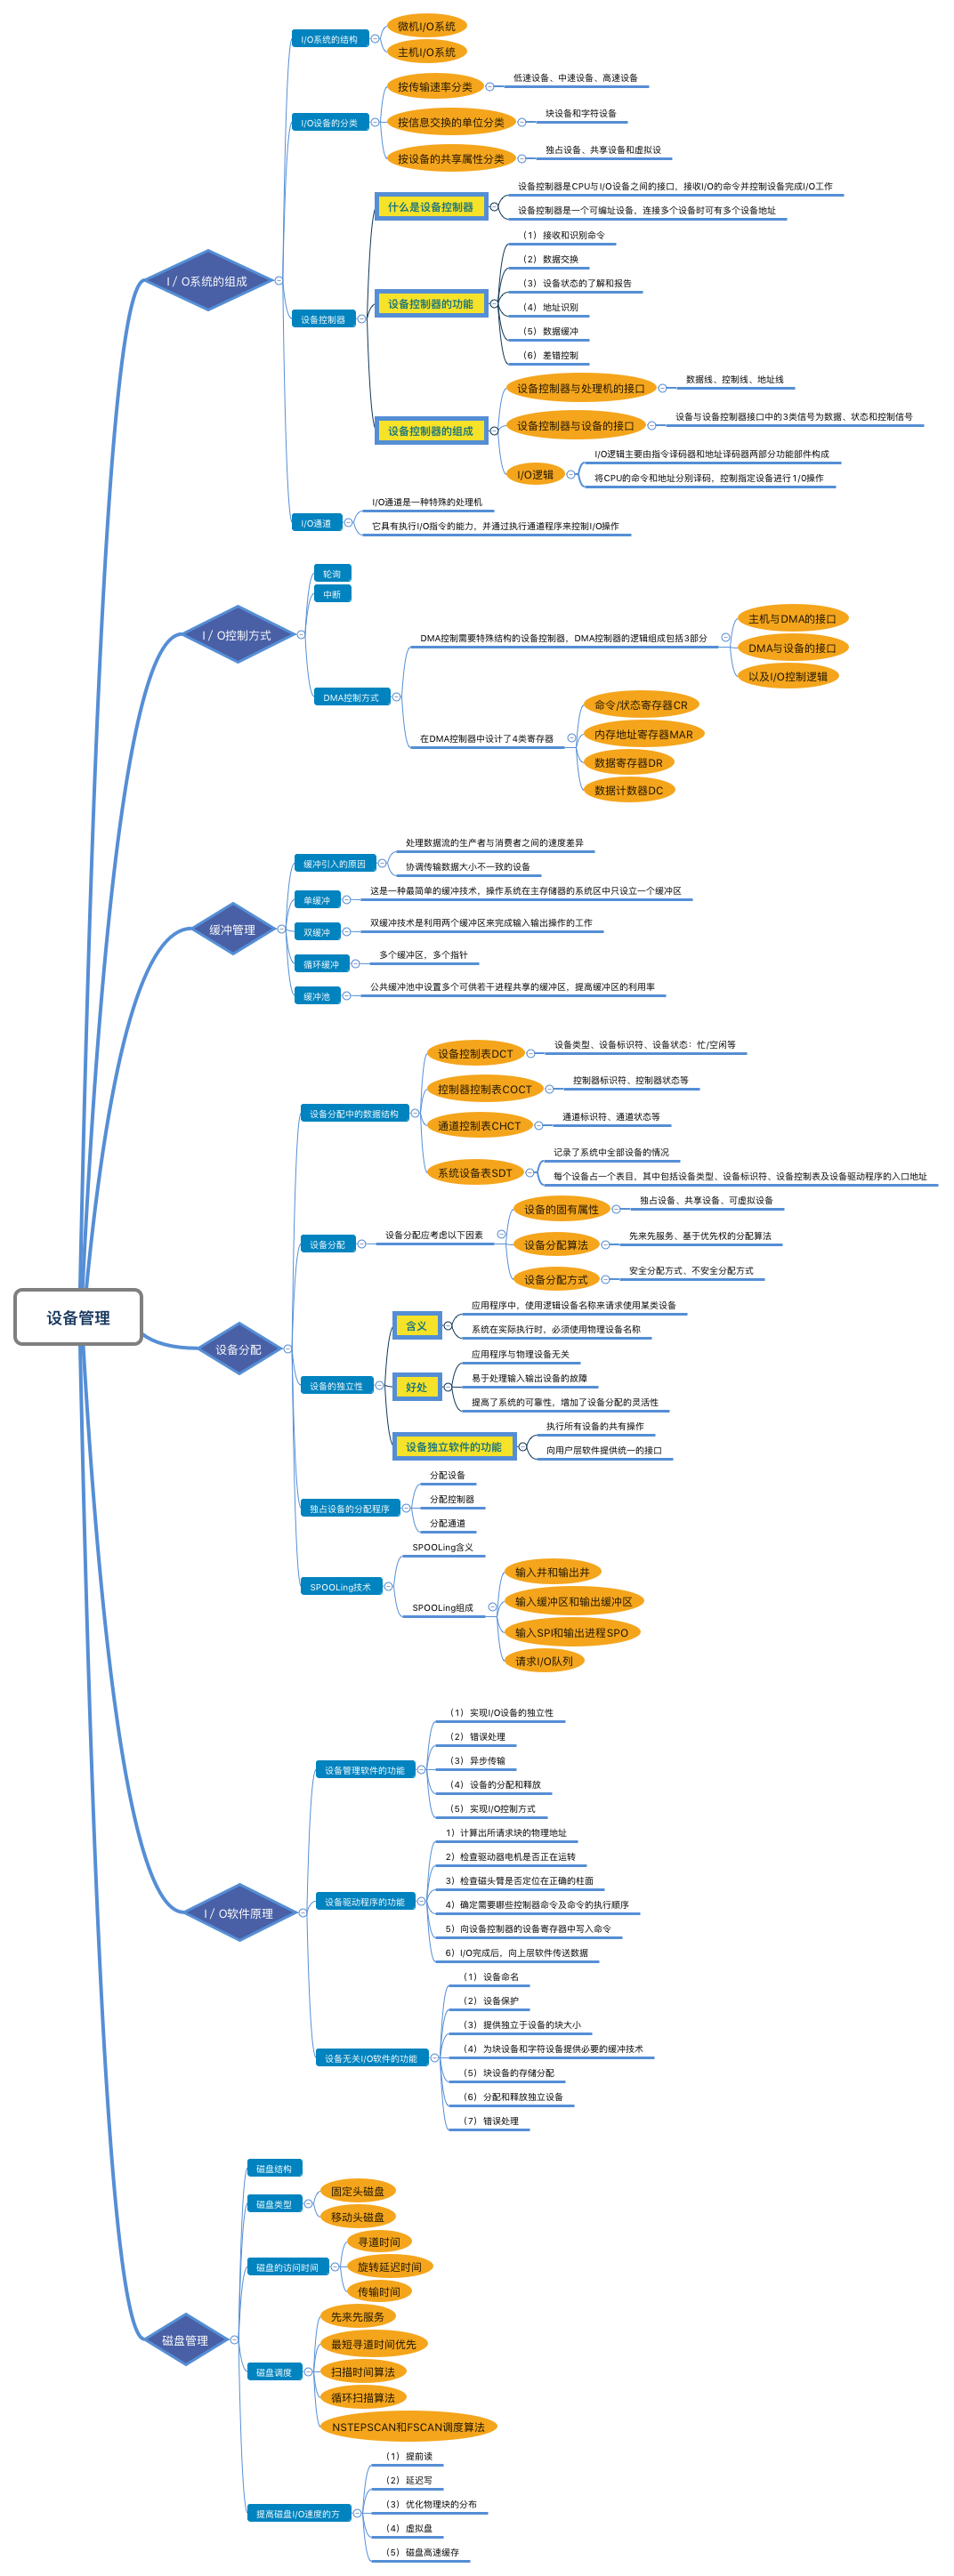 设备管理
I / O系统的组成
I/O系统的结构
微机I/O系统
主机I/O系统
I/O设备的分类
按传输速率分类
低速设备、中速设备、高速设备
按信息交换的单位分类
块设备和字符设备
按设备的共享属性分类
独占设备、共享设备和虚拟设
设备控制器
什么是设备控制器
设备控制器是CPU与I/O设备之间的接口，接收I/O的命令并控制设备完成I/O工作
设备控制器是一个可编址设备，连接多个设备时可有多个设备地址
设备控制器的功能
（1）接收和识别命令
（2）数据交换
（3）设备状态的了解和报告
（4）地址识别
（5）数据缓冲
（6）差错控制
设备控制器的组成
设备控制器与处理机的接口
数据线、控制线、地址线
设备控制器与设备的接口
设备与设备控制器接口中的3类信号为数据、状态和控制信号
I/O逻辑
I/O逻辑主要由指令译码器和地址译码器两部分功能部件构成
将CPU的命令和地址分别译码，控制指定设备进行1/0操作
I/O通道
I/O通道是一种特殊的处理机
它具有执行I/O指令的能力，并通过执行通道程序来控制I/O操作
I / O控制方式
轮询
中断
DMA控制方式
DMA控制需要特殊结构的设备控制器，DMA控制器的逻辑组成包括3部分
主机与DMA的接口
DMA与设备的接口
以及I/O控制逻辑
在DMA控制器中设计了4类寄存器
命令/状态寄存器CR
内存地址寄存器MAR
数据寄存器DR
数据计数器DC
缓冲管理
缓冲引入的原因
处理数据流的生产者与消费者之间的速度差异
协调传输数据大小不一致的设备
单缓冲
这是一种最简单的缓冲技术，操作系统在主存储器的系统区中只设立一个缓冲区
双缓冲
双缓冲技术是利用两个缓冲区来完成输入输出操作的工作
循环缓冲
多个缓冲区，多个指针
缓冲池
公共缓冲池中设置多个可供若干进程共享的缓冲区，提高缓冲区的利用率
设备分配
设备分配中的数据结构
设备控制表DCT
设备类型、设备标识符、设备状态：忙/空闲等
控制器控制表COCT
控制器标识符、控制器状态等
通道控制表CHCT
通道标识符、通道状态等
系统设备表SDT
记录了系统中全部设备的情况
每个设备占一个表目，其中包括设备类型、设备标识符、设备控制表及设备驱动程序的入口地址
设备分配
设备分配应考虑以下因素
设备的固有属性
独占设备、共享设备、可虚拟设备
设备分配算法
先来先服务、基于优先权的分配算法
设备分配方式
安全分配方式、不安全分配方式
设备的独立性
含义
应用程序中，使用逻辑设备名称来请求使用某类设备
系统在实际执行时，必须使用物理设备名称
好处
应用程序与物理设备无关
易于处理输入输出设备的故障
提高了系统的可靠性，增加了设备分配的灵活性
设备独立软件的功能
执行所有设备的共有操作
向用户层软件提供统一的接口
独占设备的分配程序
分配设备
分配控制器
分配通道
SPOOLing技术
SPOOLing含义
SPOOLing组成
输入井和输出井
输入缓冲区和输出缓冲区
输入SPI和输出进程SPO
请求I/O队列
I / O软件原理
设备管理软件的功能
（1）实现I/O设备的独立性
（2）错误处理
（3）异步传输
（4）设备的分配和释放
（5）实现I/O控制方式
设备驱动程序的功能
1）计算出所请求块的物理地址
2）检查驱动器电机是否正在运转
3）检查磁头臂是否定位在正确的柱面
4）确定需要哪些控制器命令及命令的执行顺序
5）向设备控制器的设备寄存器中写入命令
6）I/O完成后，向上层软件传送数据
设备无关I/O软件的功能
（1）设备命名
（2）设备保护
（3）提供独立于设备的块大小
（4）为块设备和字符设备提供必要的缓冲技术
（5）块设备的存储分配
（6）分配和释放独立设备
（7）错误处理
磁盘管理
磁盘结构
磁盘类型
固定头磁盘
移动头磁盘
磁盘的访问时间
寻道时间
旋转延迟时间
传输时间
磁盘调度
先来先服务
最短寻道时间优先
扫描时间算法
循环扫描算法
NSTEPSCAN和FSCAN调度算法
提高磁盘I/O速度的方
（1）提前读
（2）延迟写
（3）优化物理块的分布
（4）虚拟盘
（5）磁盘高速缓存